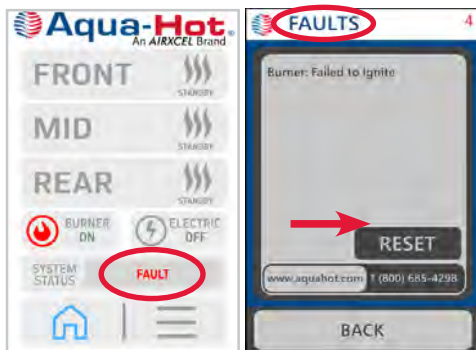 Aqua-Hot
An AIRXCEL Brand
FRONT
STANDBY
MID
STANDBY
REAR
STANDBY
BURNER ON
ELECTRIC OFF
SYSTEM STATUS
FAULT
FAULTS
4
Burner: Failed to Ignite
RESET
www.aquahot.com
1 (800) 685-4298
BACK